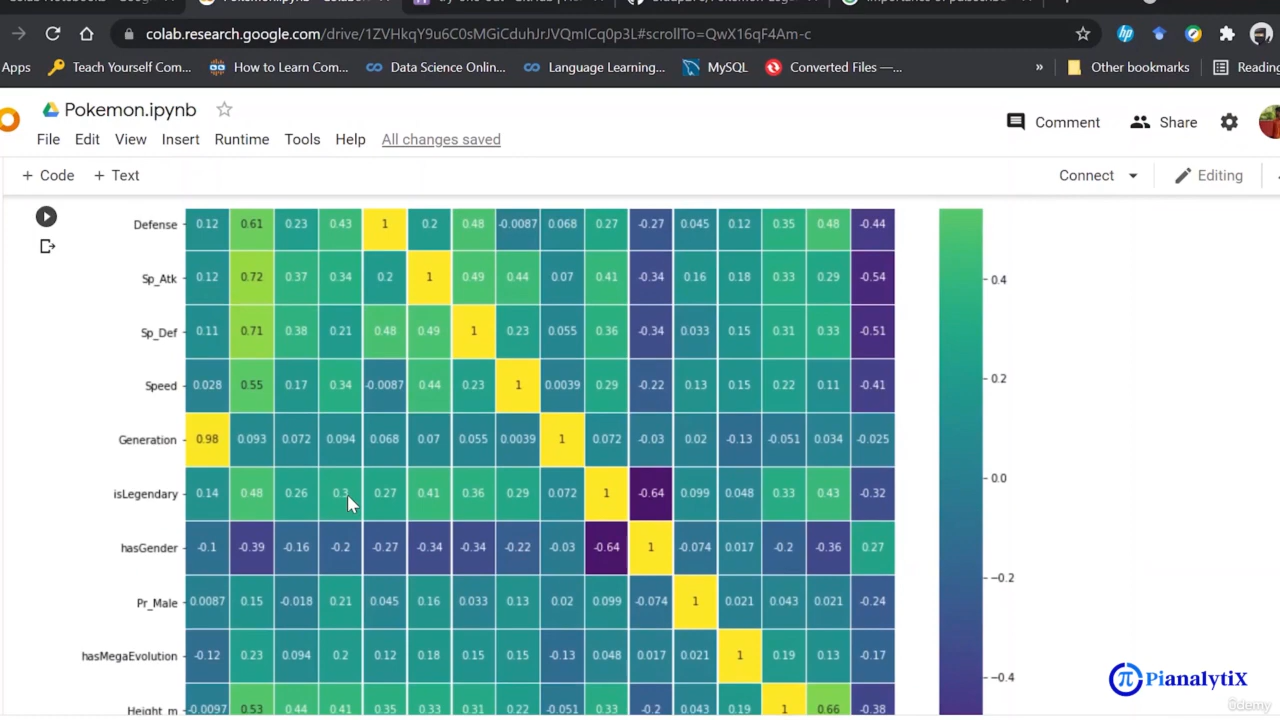 colab.research.google.com/drive/1ZVHkqY9u6C0sMGiCduhJrJVQmICq0p3L#scrollTo=QwX16qF4Am-c
Apps Teach Yourself Com... How to Learn Com... Data Science Onlin... Language Learning... MySQL Converted Files —... » Other bookmarks Reading
Pokemon.ipynb
File Edit View Insert Runtime Tools Help All changes saved
Comment Share
+ Code + Text Connect Editing
Defense 0.12 0.61 0.23 0.43 1 0.2 0.48 -0.0087 0.068 0.27 -0.27 0.045 0.12 0.35 0.48 -0.44
Sp_Atk 0.12 0.72 0.37 0.34 0.2 1 0.49 0.44 0.07 0.41 -0.34 0.16 0.18 0.33 0.29 -0.54
Sp_Def 0.11 0.71 0.38 0.21 0.48 0.49 1 0.23 0.055 0.36 -0.34 0.033 0.15 0.31 0.33 -0.51
Speed 0.028 0.55 0.17 0.34 -0.0087 0.44 0.23 1 0.0039 0.29 -0.22 0.13 0.15 0.22 0.11 -0.41
Generation 0.98 0.093 0.072 0.094 0.068 0.07 0.055 0.0039 1 0.072 -0.03 0.02 -0.13 -0.051 0.034 -0.025
isLegendary 0.14 0.48 0.26 0.3 0.27 0.41 0.36 0.29 0.072 1 -0.64 0.099 0.048 0.33 0.43 -0.32
hasGender -0.1 -0.39 -0.16 -0.2 -0.27 -0.34 -0.34 -0.22 -0.03 -0.64 1 -0.074 0.017 -0.2 -0.36 0.27
Pr_Male 0.0087 0.15 -0.018 0.21 0.045 0.16 0.033 0.13 0.02 0.099 -0.074 1 0.021 0.043 0.021 -0.24
hasMegaEvolution -0.12 0.23 0.094 0.2 0.12 0.18 0.15 0.15 -0.13 0.048 0.017 0.021 1 0.19 0.13 -0.17
Height_m -0.0097 0.53 0.44 0.41 0.35 0.33 0.31 0.22 -0.051 0.33 -0.2 0.043 0.19 1 0.66 -0.38
0.4
0.2
0.0
−0.2
−0.4
PianalytiX
ûdemy